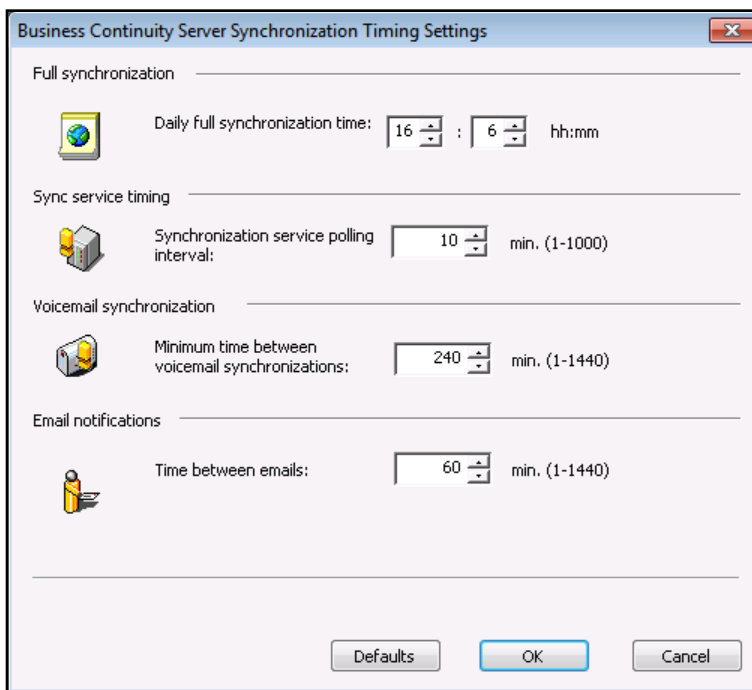 Business Continuity Server Synchronization Timing Settings
Full synchronization
Daily full synchronization time: 16 : 6 hh:mm
Sync service timing
Synchronization service polling
interval:
10 min. (1-1000)
Voicemail synchronization
Minimum time between
voicemail synchronizations:
240 min. (1-1440)
Email notifications
Time between emails: 60 min. (1-1440)
Defaults OK Cancel